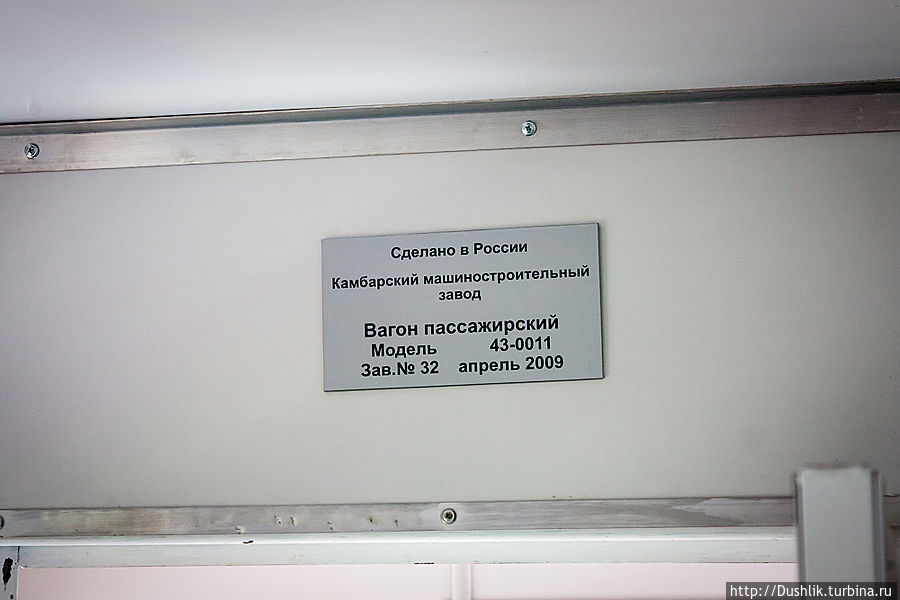 Сделано в России
Камбарский машиностроительный
завод
Вагон пассажирский
Модель 43-0011
Зав.№ 32 апрель 2009
http://Dushlik.turbina.ru